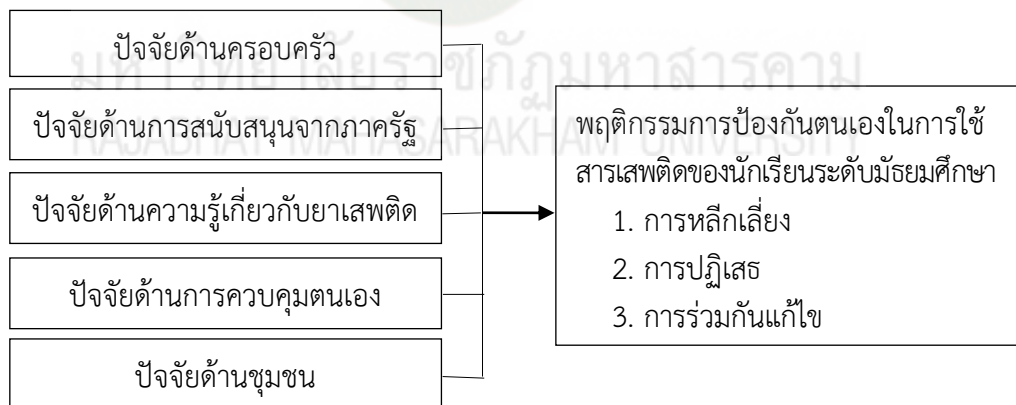 ปัจจัยด้านครอบครัว
มหาวิทยาลัยราชภัฏมหาสารคาม
ปัจจัยด้านการสนับสนุนจากภาครัฐ
RAJABHAT MAHASARAKHAM UNIVERSITY
ปัจจัยด้านความรู้เกี่ยวกับยาเสพติด
ปัจจัยด้านการควบคุมตนเอง
ปัจจัยด้านชุมชน
พฤติกรรมการป้องกันตนเองในการใช้
สารเสพติดของนักเรียนระดับมัธยมศึกษา
1. การหลีกเลี่ยง
2. การปฏิเสธ
3. การร่วมกันแก้ไข